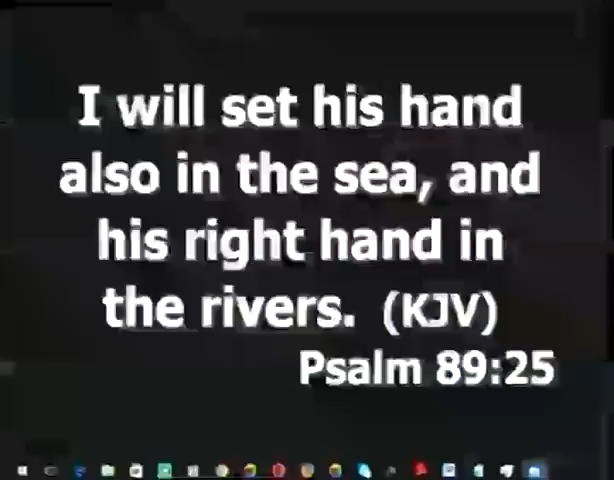 I will set his hand
also in the sea, and
his right hand in
the rivers. (KJV)
Psalm 89:25